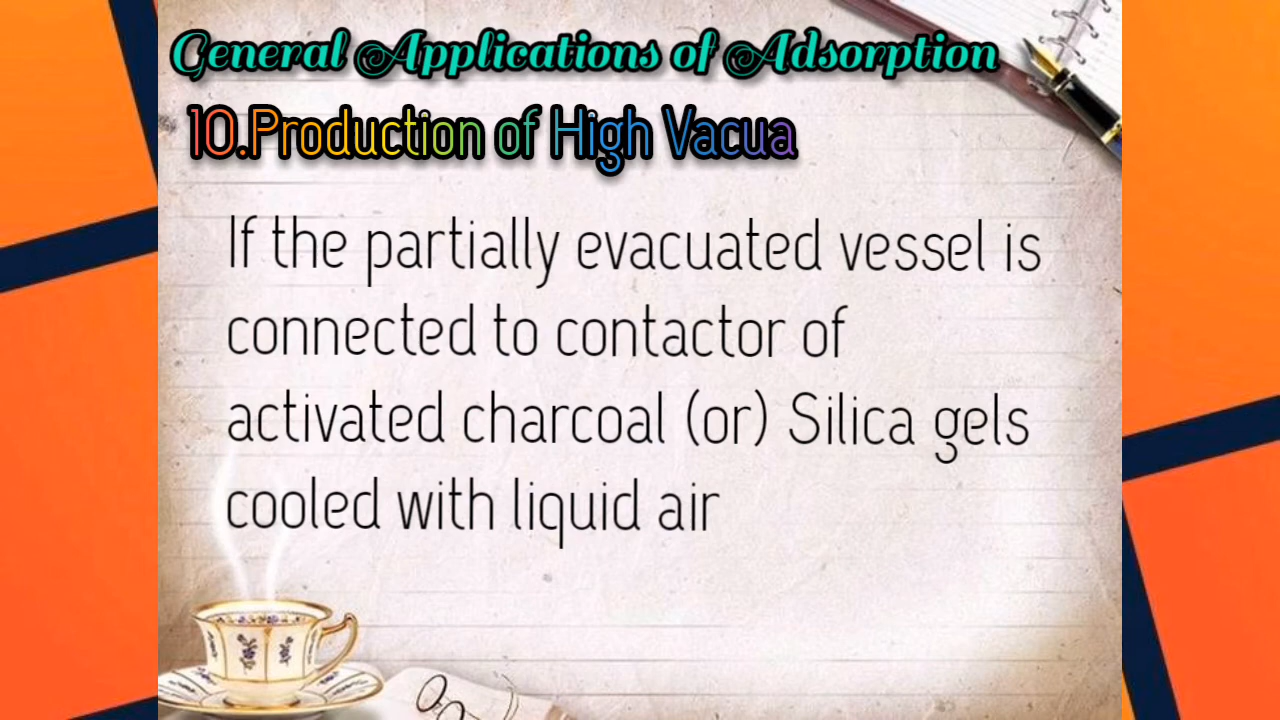 General Applications of Adsorption
10.Production of High Vacua
If the partially evacuated vessel is
connected to contactor of
activated charcoal (or) Silica gels
cooled with liquid air